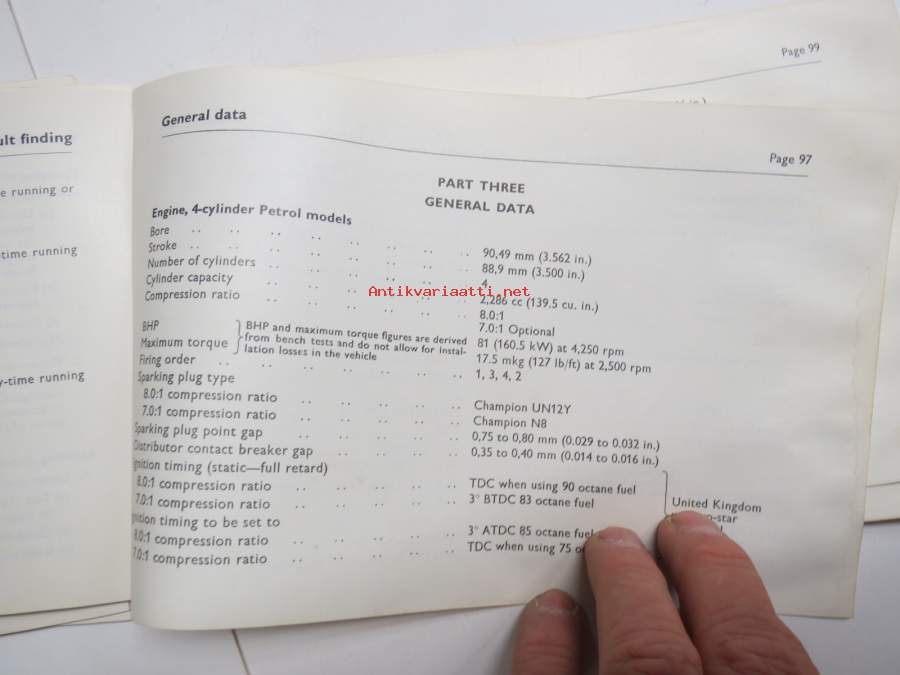 Page 99
ult finding
e running or
-time running
y-time running
General data
Page 97
PART THREE
GENERAL DATA
Engine, 4-cylinder Petrol models
Bore .. .. .. .. .. .. .. .. 90,49 mm (3.562 in.)
Stroke .. .. .. .. .. .. .. .. 88,9 mm (3.500 in.)
Number of cylinders .. .. .. .. .. .. 4.
Cylinder capacity .. .. .. .. .. .. 2,286 cc (139.5 cu. in.)
Compression ratio .. .. .. .. .. .. 8.0:1
7.0:1 Optional
BHP } BHP and maximum torque figures are derived 81 (160.5 kW) at 4,250 rpm
Maximum torque } from bench tests and do not allow for instal- 17.5 mkg (127 lb/ft) at 2,500 rpm
lation losses in the vehicle
Firing order .. .. .. .. .. .. .. 1, 3, 4, 2
Sparking plug type
8.0:1 compression ratio .. .. .. .. .. Champion UN12Y
7.0:1 compression ratio .. .. .. .. .. Champion N8
Sparking plug point gap .. .. .. .. .. 0,75 to 0,80 mm (0.029 to 0.032 in.)
Distributor contact breaker gap .. .. .. .. 0,35 to 0,40 mm (0.014 to 0.016 in.)
gnition timing (static—full retard)
8.0:1 compression ratio .. .. .. .. .. TDC when using 90 octane fuel
7.0:1 compression ratio .. .. .. .. .. 3° BTDC 83 octane fuel
United Kingdom
o-star
nition timing to be set to
8.0:1 compression ratio .. .. .. .. .. 3° ATDC 85 octane fuel
7.0:1 compression ratio .. .. .. .. .. TDC when using 75 o
Antikvariaatti.net